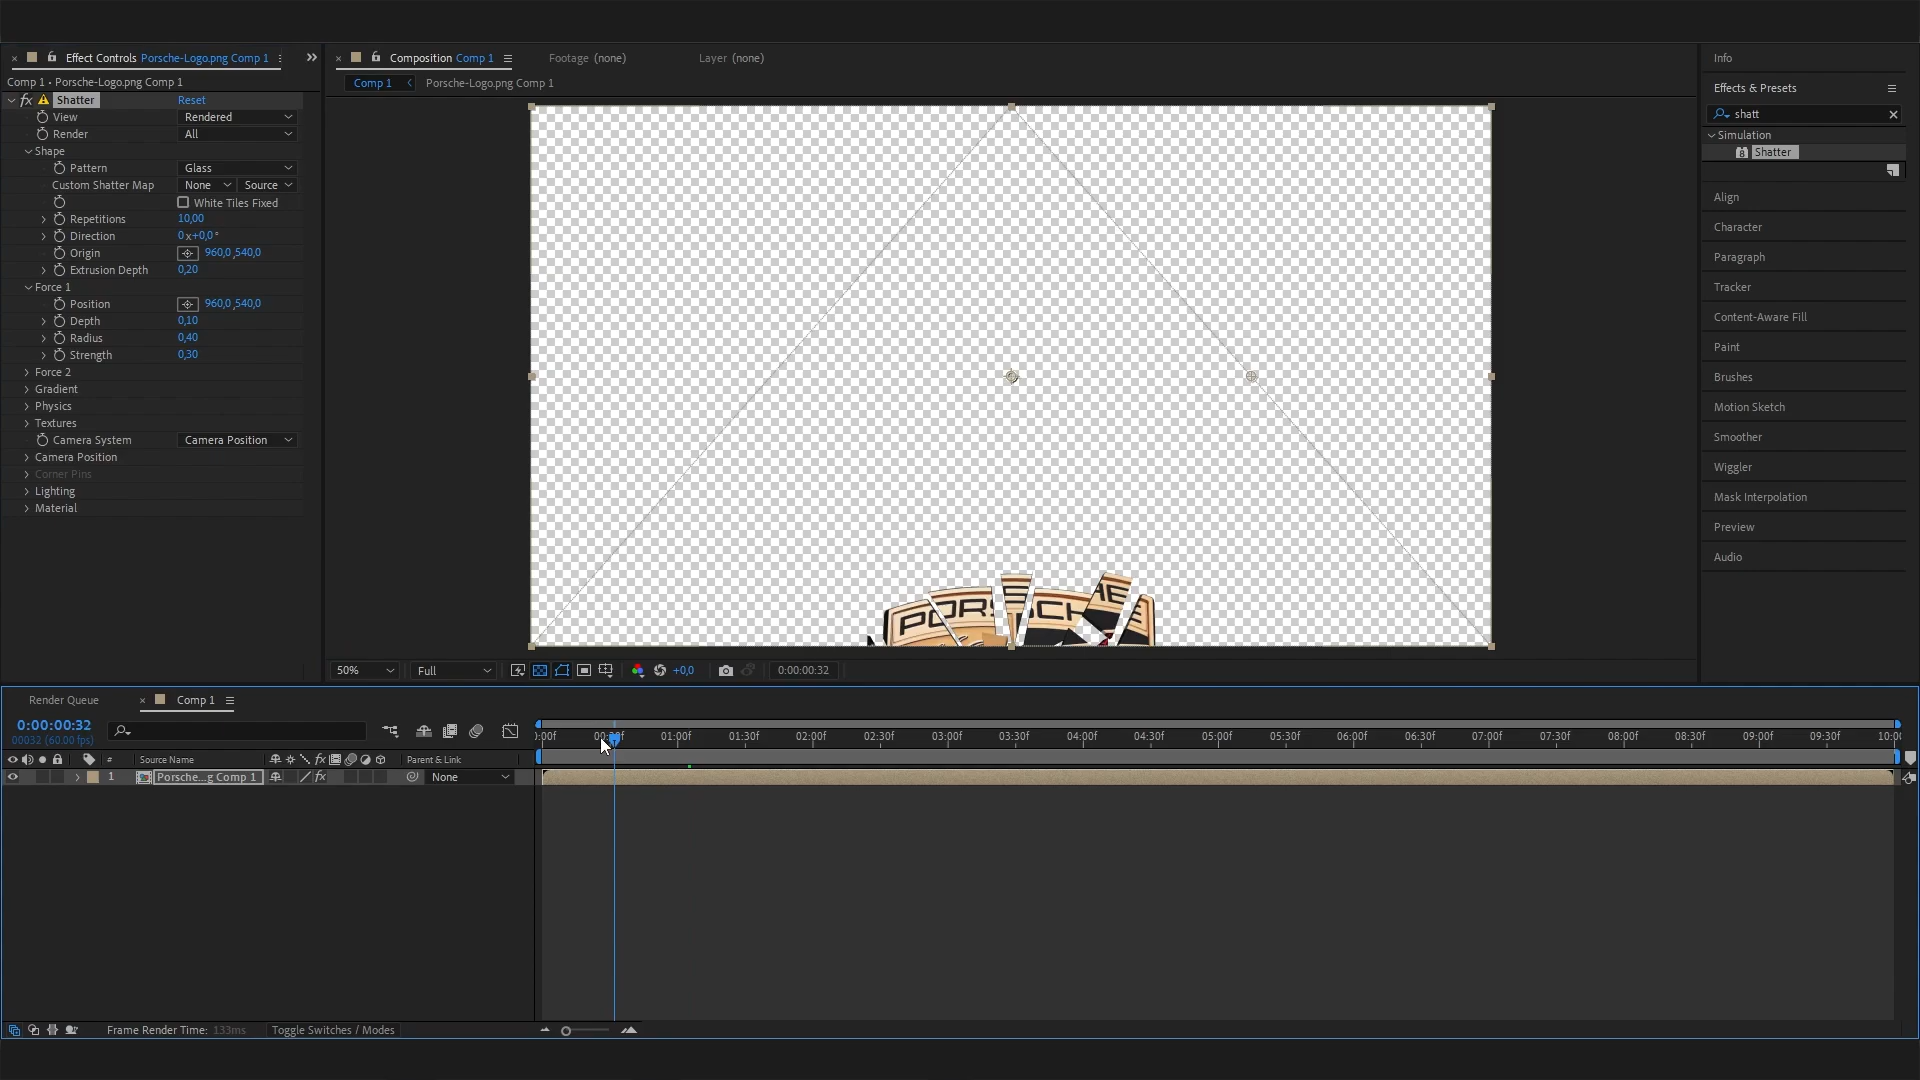 Effect Controls Porsche-Logo.png Comp 1
Comp 1 • Porsche-Logo.png Comp 1
fx Shatter Reset
View Rendered
Render All
Shape
Pattern Glass
Custom Shatter Map None Source
White Tiles Fixed
Repetitions 10,00
Direction 0x+0,0°
Origin 960,0,540,0
Extrusion Depth 0,20
Force 1
Position 960,0,540,0
Depth 0,10
Radius 0,40
Strength 0,30
Force 2
Gradient
Physics
Textures
Camera System Camera Position
Camera Position
Corner Pins
Lighting
Material
Composition Comp 1
Footage (none)
Layer (none)
Comp 1
Porsche-Logo.png Comp 1
PORSCHE
50% Full +0,0 0:00:00:32
Info
Effects & Presets
shatt
Simulation
8 Shatter
Align
Character
Paragraph
Tracker
Content-Aware Fill
Paint
Brushes
Motion Sketch
Smoother
Wiggler
Mask Interpolation
Preview
Audio
Render Queue
Comp 1
0:00:00:32
00032 (60.00 fps)
:00f 01:00f 01:30f 02:00f 02:30f 03:00f 03:30f 04:00f 04:30f 05:00f 05:30f 06:00f 06:30f 07:00f 07:30f 08:00f 08:30f 09:00f 09:30f 10:00
# Source Name fx Parent & Link
1 Porsche...g Comp 1 fx None
Frame Render Time: 133ms
Toggle Switches / Modes